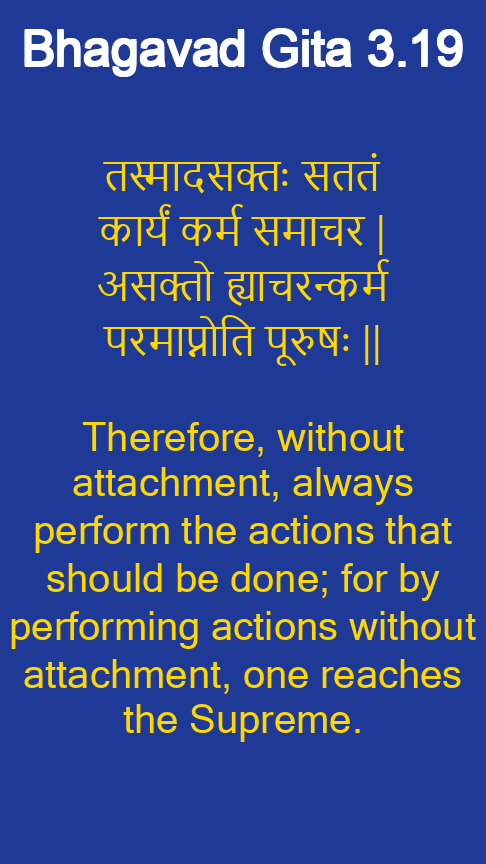 Bhagavad Gita 3.19
तस्मादसक्तः सततं
कार्यं कर्म समाचर |
असक्तो ह्याचरन्कर्म
परमाप्नोति पूरुषः ||
Therefore, without
attachment, always
perform the actions that
should be done; for by
performing actions without
attachment, one reaches
the Supreme.